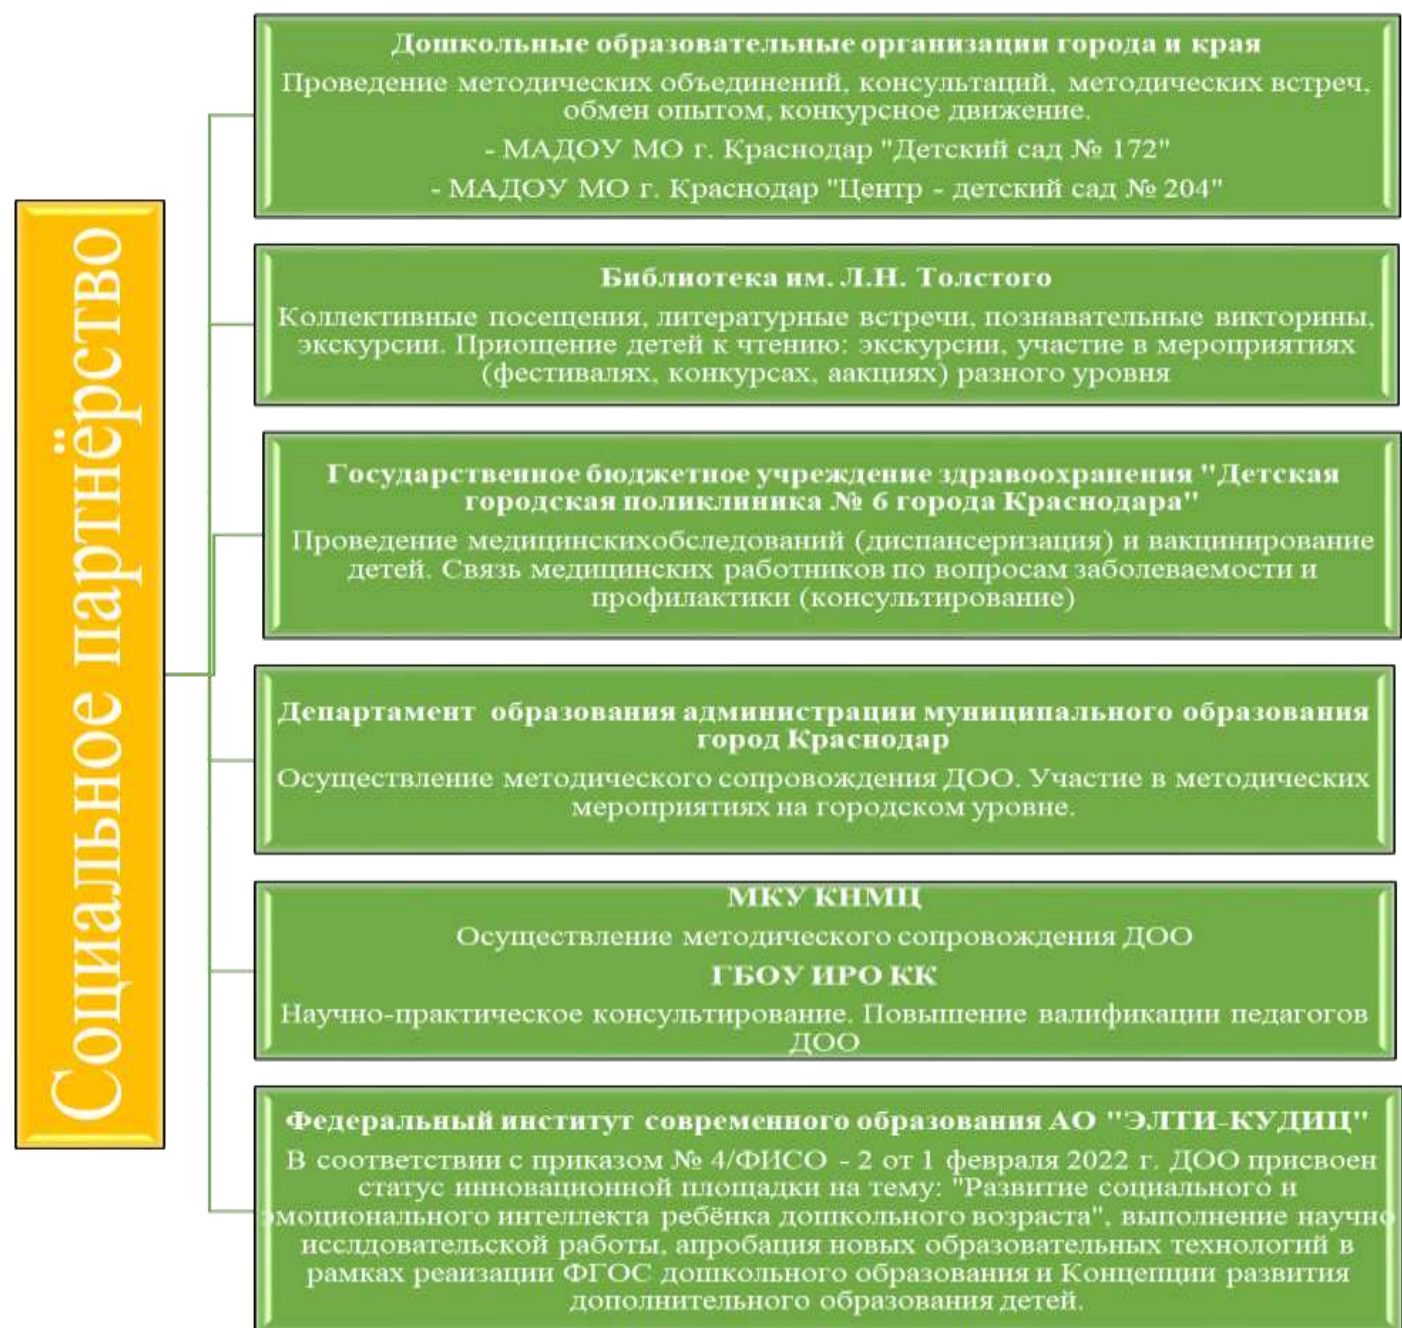 Социальное партнёрство
Дошкольные образовательные организации города и края
Проведение методических объединений, консультаций, методических встреч,
обмен опытом, конкурсное движение.
- МАДОУ МО г. Краснодар "Детский сад № 172"
- МАДОУ МО г. Краснодар "Центр - детский сад № 204"
Библиотека им. Л.Н. Толстого
Коллективные посещения, литературные встречи, познавательные викторины,
экскурсии. Приощение детей к чтению: экскурсии, участие в мероприятиях
(фестивалях, конкурсах, аакциях) разного уровня
Государственное бюджетное учреждение здравоохранения "Детская
городская поликлиника № 6 города Краснодара"
Проведение медицинскихобследований (диспансеризация) и вакцинирование
детей. Связь медицинских работников по вопросам заболеваемости и
профилактики (консультирование)
Департамент образования администрации муниципального образования
город Краснодар
Осуществление методического сопровождения ДОО. Участие в методических
мероприятиях на городском уровне.
МКУ КНМЦ
Осуществление методического сопровождения ДОО
ГБОУ ИРО КК
Научно-практическое консультирование. Повышение валификации педагогов
ДОО
Федеральный институт современного образования АО "ЭЛТИ-КУДИЦ"
В соответствии с приказом № 4/ФИСО - 2 от 1 февраля 2022 г. ДОО присвоен
статус инновационной площадки на тему: "Развитие социального и
эмоционального интеллекта ребёнка дошкольного возраста", выполнение научно
исслдовательской работы, апробация новых образовательных технологий в
рамках реаизации ФГОС дошкольного образования и Концепции развития
дополнительного образования детей.